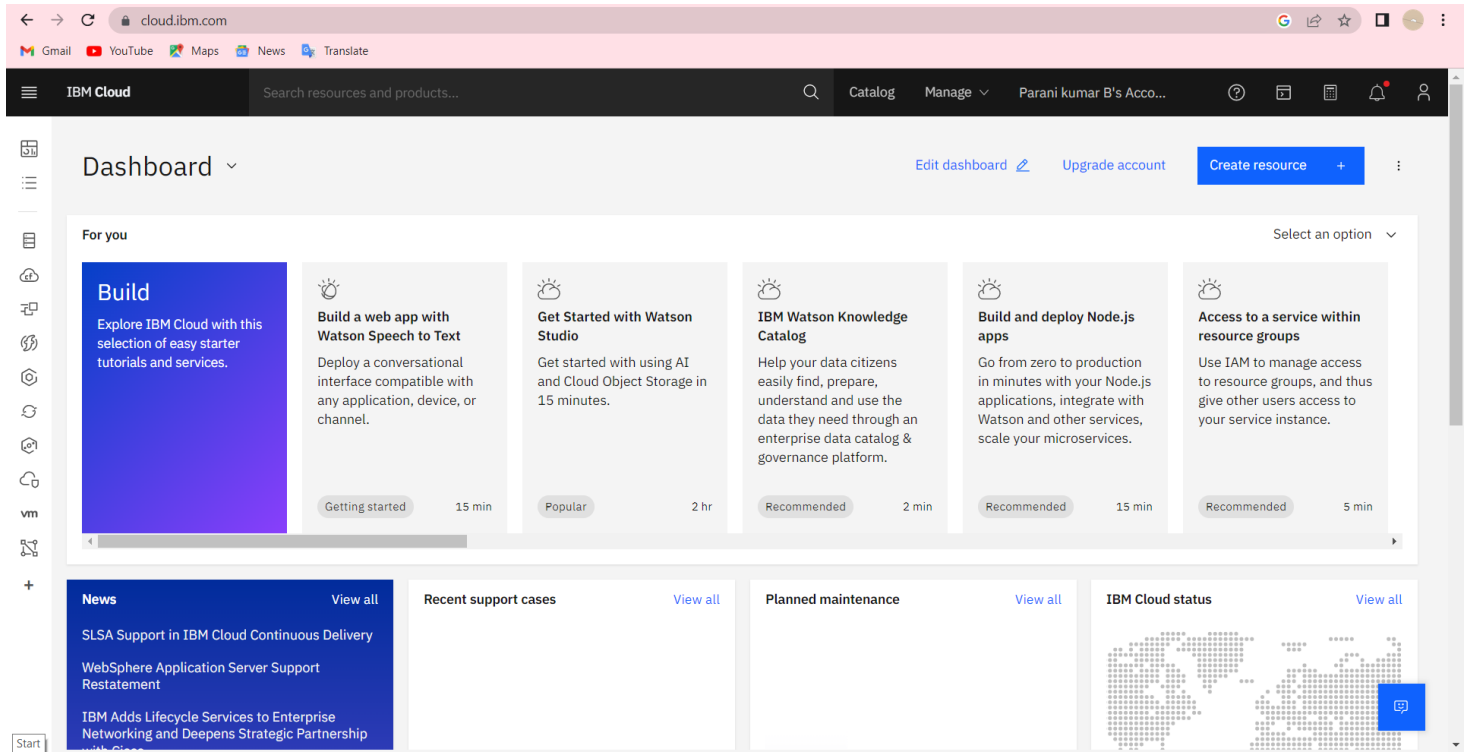 cloud.ibm.com
Gmail YouTube Maps News Translate
IBM Cloud Search resources and products... Catalog Manage Parani kumar B's Acco...
Dashboard
Edit dashboard Upgrade account Create resource +
For you
Select an option
Build
Explore IBM Cloud with this
selection of easy starter
tutorials and services.
Build a web app with
Watson Speech to Text
Deploy a conversational
interface compatible with
any application, device, or
channel.
Getting started 15 min
Get Started with Watson
Studio
Get started with using AI
and Cloud Object Storage in
15 minutes.
Popular 2 hr
IBM Watson Knowledge
Catalog
Help your data citizens
easily find, prepare,
understand and use the
data they need through an
enterprise data catalog &
governance platform.
Recommended 2 min
Build and deploy Node.js
apps
Go from zero to production
in minutes with your Node.js
applications, integrate with
Watson and other services,
scale your microservices.
Recommended 15 min
Access to a service within
resource groups
Use IAM to manage access
to resource groups, and thus
give other users access to
your service instance.
Recommended 5 min
vm
News View all
SLSA Support in IBM Cloud Continuous Delivery
WebSphere Application Server Support
Restatement
IBM Adds Lifecycle Services to Enterprise
Networking and Deepens Strategic Partnership
with Cisco
Recent support cases View all
Planned maintenance View all
IBM Cloud status View all
Start